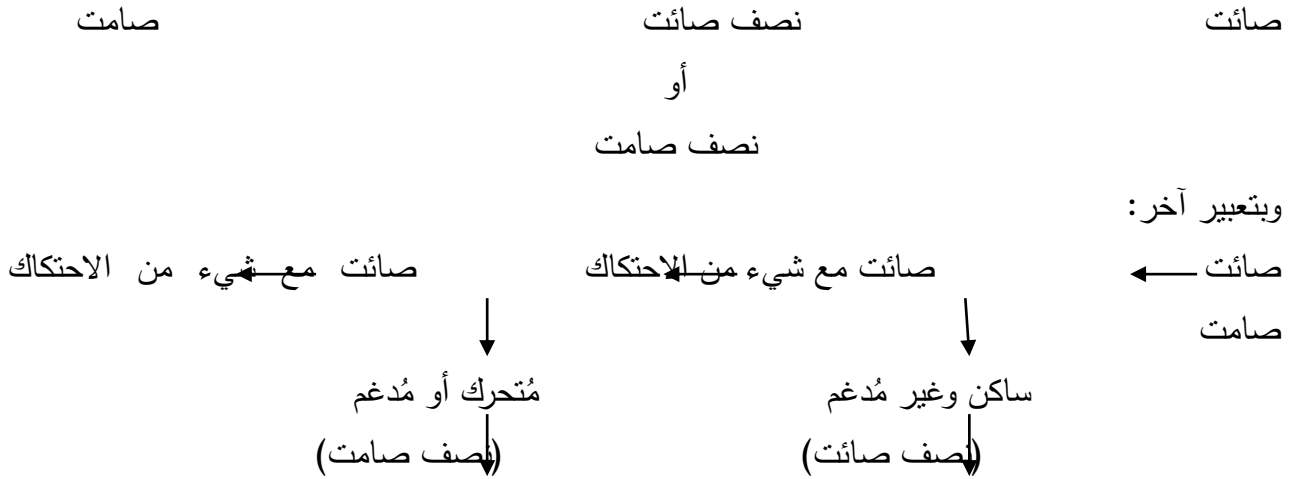 صائت نصف صائت صامت
أو
نصف صامت
وبتعبير آخر:
صائت صائت مع شيء من الاحتكاك صائت مع شيء من الاحتكاك
صامت
ساكن وغير مُدغم مُتحرك أو مُدغم
(نصف صائت) (نصف صامت)